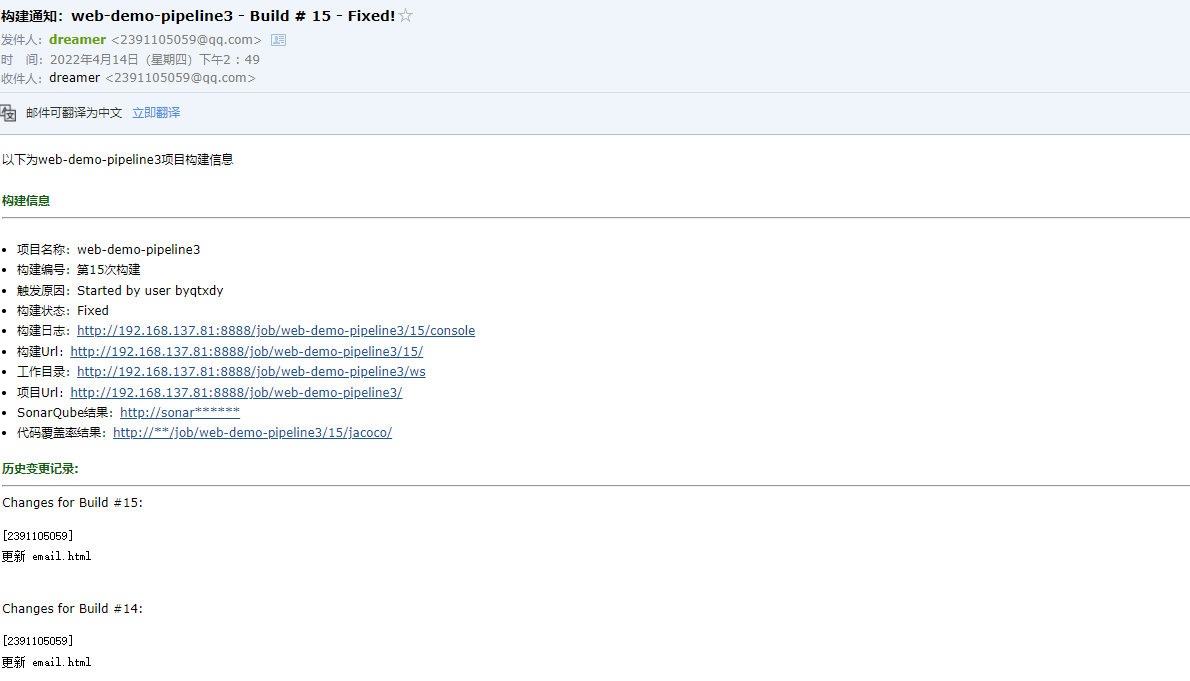 构建通知：web-demo-pipeline3 - Build # 15 - Fixed!
发件人：dreamer <2391105059@qq.com>
时　间：2022年4月14日（星期四）下午2：49
收件人：dreamer <2391105059@qq.com>
邮件可翻译为中文 立即翻译
以下为web-demo-pipeline3项目构建信息
构建信息
• 项目名称：web-demo-pipeline3
• 构建编号：第15次构建
• 触发原因：Started by user byqtxdy
• 构建状态：Fixed
• 构建日志：http://192.168.137.81:8888/job/web-demo-pipeline3/15/console
• 构建Url：http://192.168.137.81:8888/job/web-demo-pipeline3/15/
• 工作目录：http://192.168.137.81:8888/job/web-demo-pipeline3/ws
• 项目Url：http://192.168.137.81:8888/job/web-demo-pipeline3/
• SonarQube结果：http://sonar******
• 代码覆盖率结果：http://**/job/web-demo-pipeline3/15/jacoco/
历史变更记录:
Changes for Build #15:
[2391105059]
更新 email.html
Changes for Build #14:
[2391105059]
更新 email.html